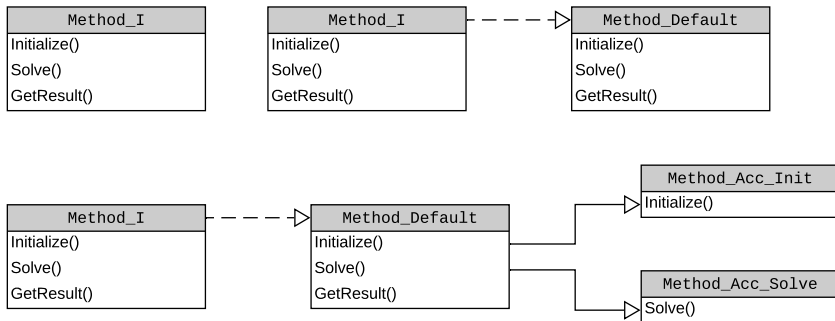 Method_I
Initialize()
Solve()
GetResult()
Method_I
Initialize()
Solve()
GetResult()
Method_Default
Initialize()
Solve()
GetResult()
Method_I
Initialize()
Solve()
GetResult()
Method_Default
Initialize()
Solve()
GetResult()
Method_Acc_Init
Initialize()
Method_Acc_Solve
Solve()